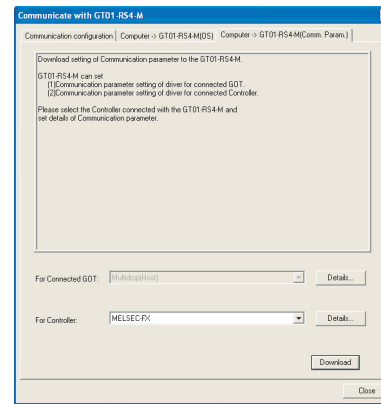 Communicate with GT01-RS4-M
Communication configuration
Computer -> GT01-RS4-M(OS)
Computer -> GT01-RS4-M(Comm. Param.)
Download setting of Communication parameter to the GT01-RS4-M.
GT01-RS4-M can set
(1)Communication parameter setting of driver for connected GOT.
(2)Communication parameter setting of driver for connected Controller.
Please select the Controller connected with the GT01-RS4-M and
set details of Communication parameter.
For Connected GOT:
Multidrop(Host)
Details...
For Controller:
MELSEC-FX
Details...
Download
Close